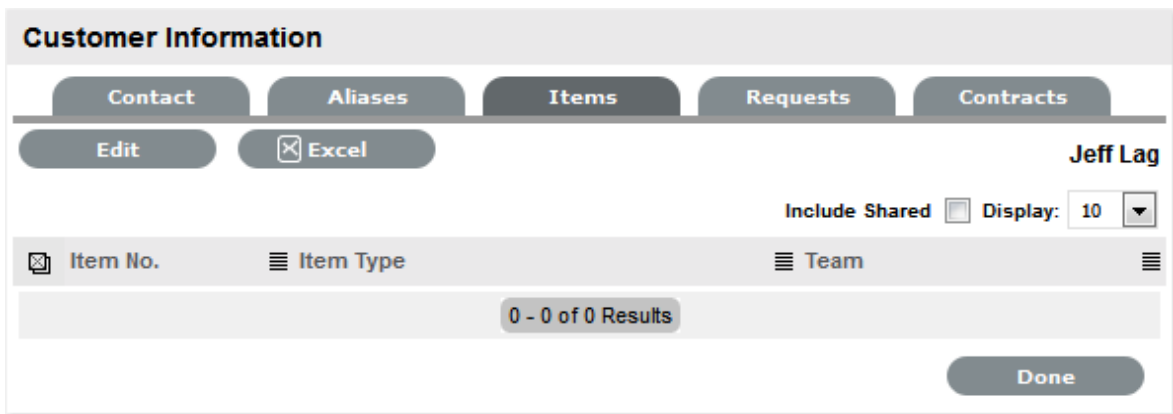 Customer Information
Contact Aliases Items Requests Contracts
Edit Excel
Jeff Lag
Include Shared Display: 10
Item No. Item Type Team
0 - 0 of 0 Results
Done